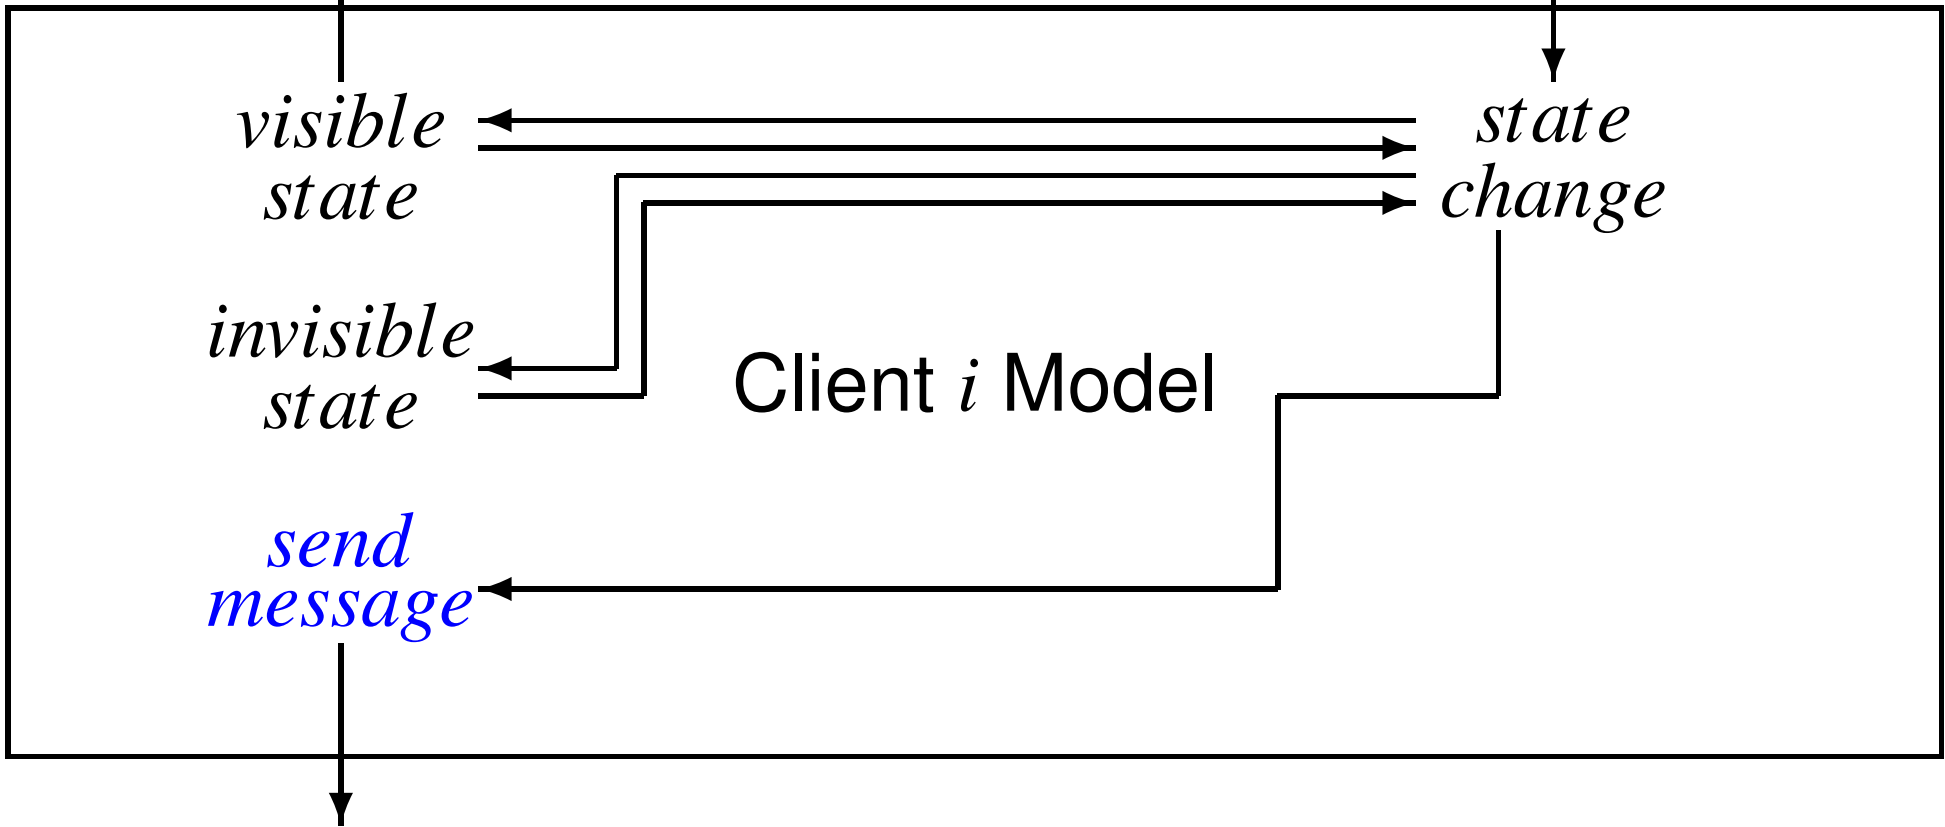 visible
state
state
change
invisible
state
Client i Model
send
message